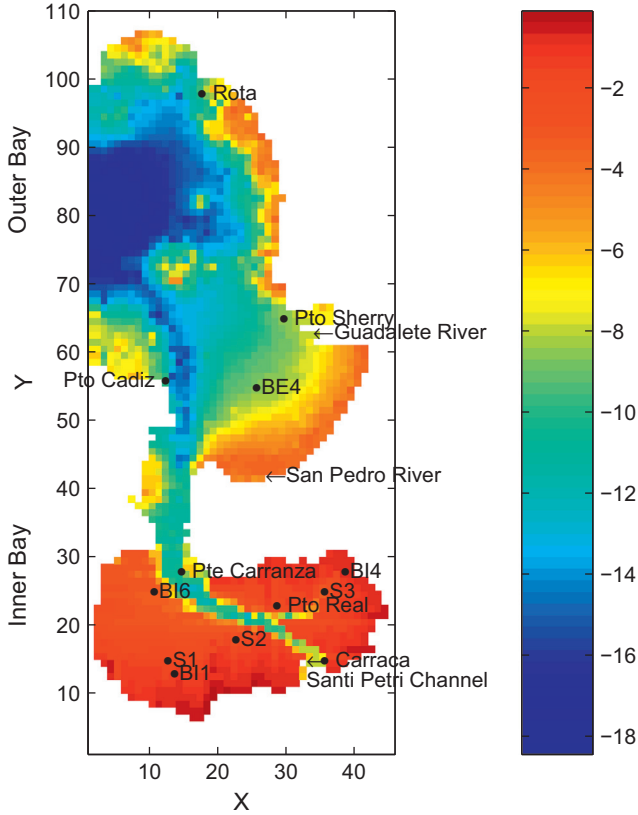 100
90
80
70
60
50
40
30
20
10
Outer Bay
Y
Inner Bay
Rota
Pto Sherry
←Guadalete River
Pto Cadiz
BE4
←San Pedro River
Pte Carranza
BI4
BI6
S3
Pto Real
S2
S1
←Carraca
BI1
Santi Petri Channel
10 20 30 40
X
−2
−4
−6
−8
−10
−12
−14
−16
−18